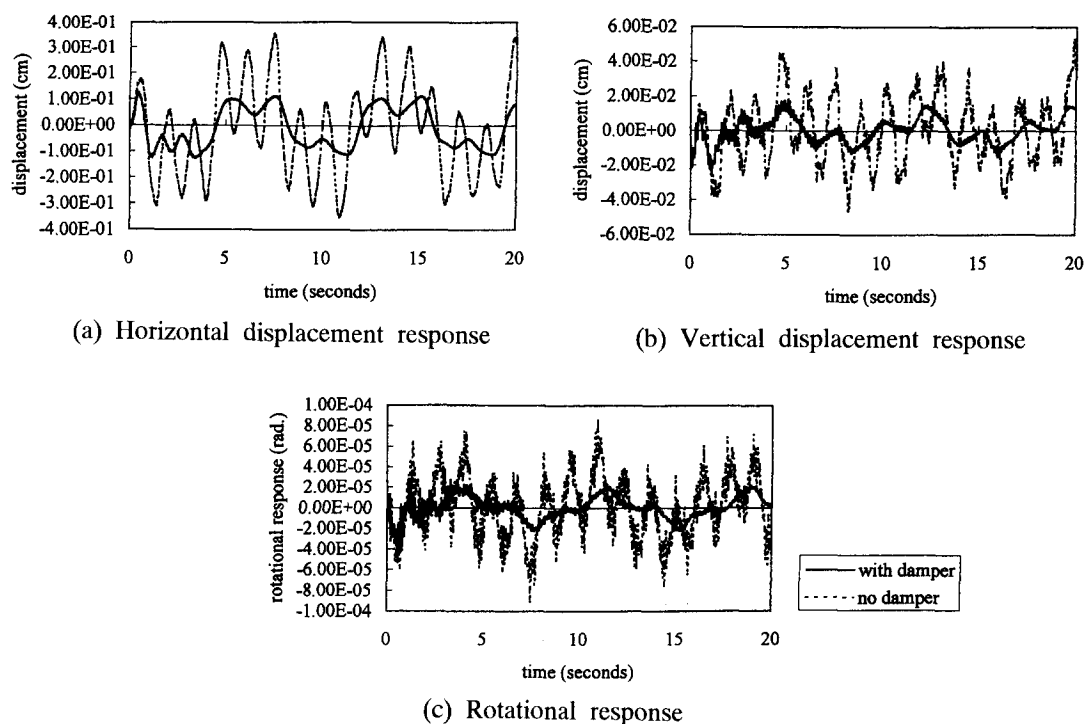 4.00E-01
3.00E-01
2.00E-01
1.00E-01
0.00E+00
-1.00E-01
-2.00E-01
-3.00E-01
-4.00E-01
displacement (cm)
0 5 10 15 20
time (seconds)
(a) Horizontal displacement response
6.00E-02
4.00E-02
2.00E-02
0.00E+00
-2.00E-02
-4.00E-02
-6.00E-02
displacement (cm)
0 5 10 15 20
time (seconds)
(b) Vertical displacement response
1.00E-04
8.00E-05
6.00E-05
4.00E-05
2.00E-05
0.00E+00
-2.00E-05
-4.00E-05
-6.00E-05
-8.00E-05
-1.00E-04
rotational response (rad.)
0 5 10 15 20
time (seconds)
with damper
no damper
(c) Rotational response